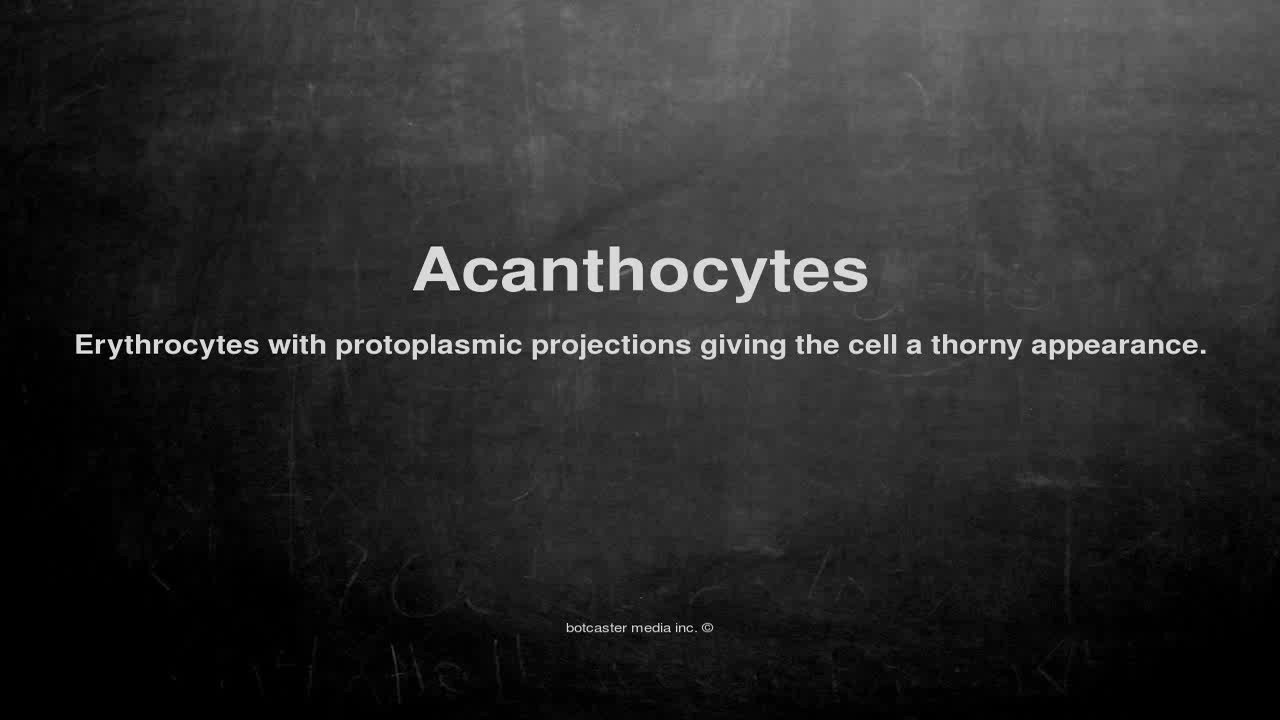 Acanthocytes
Erythrocytes with protoplasmic projections giving the cell a thorny appearance.
botcaster media inc. ©